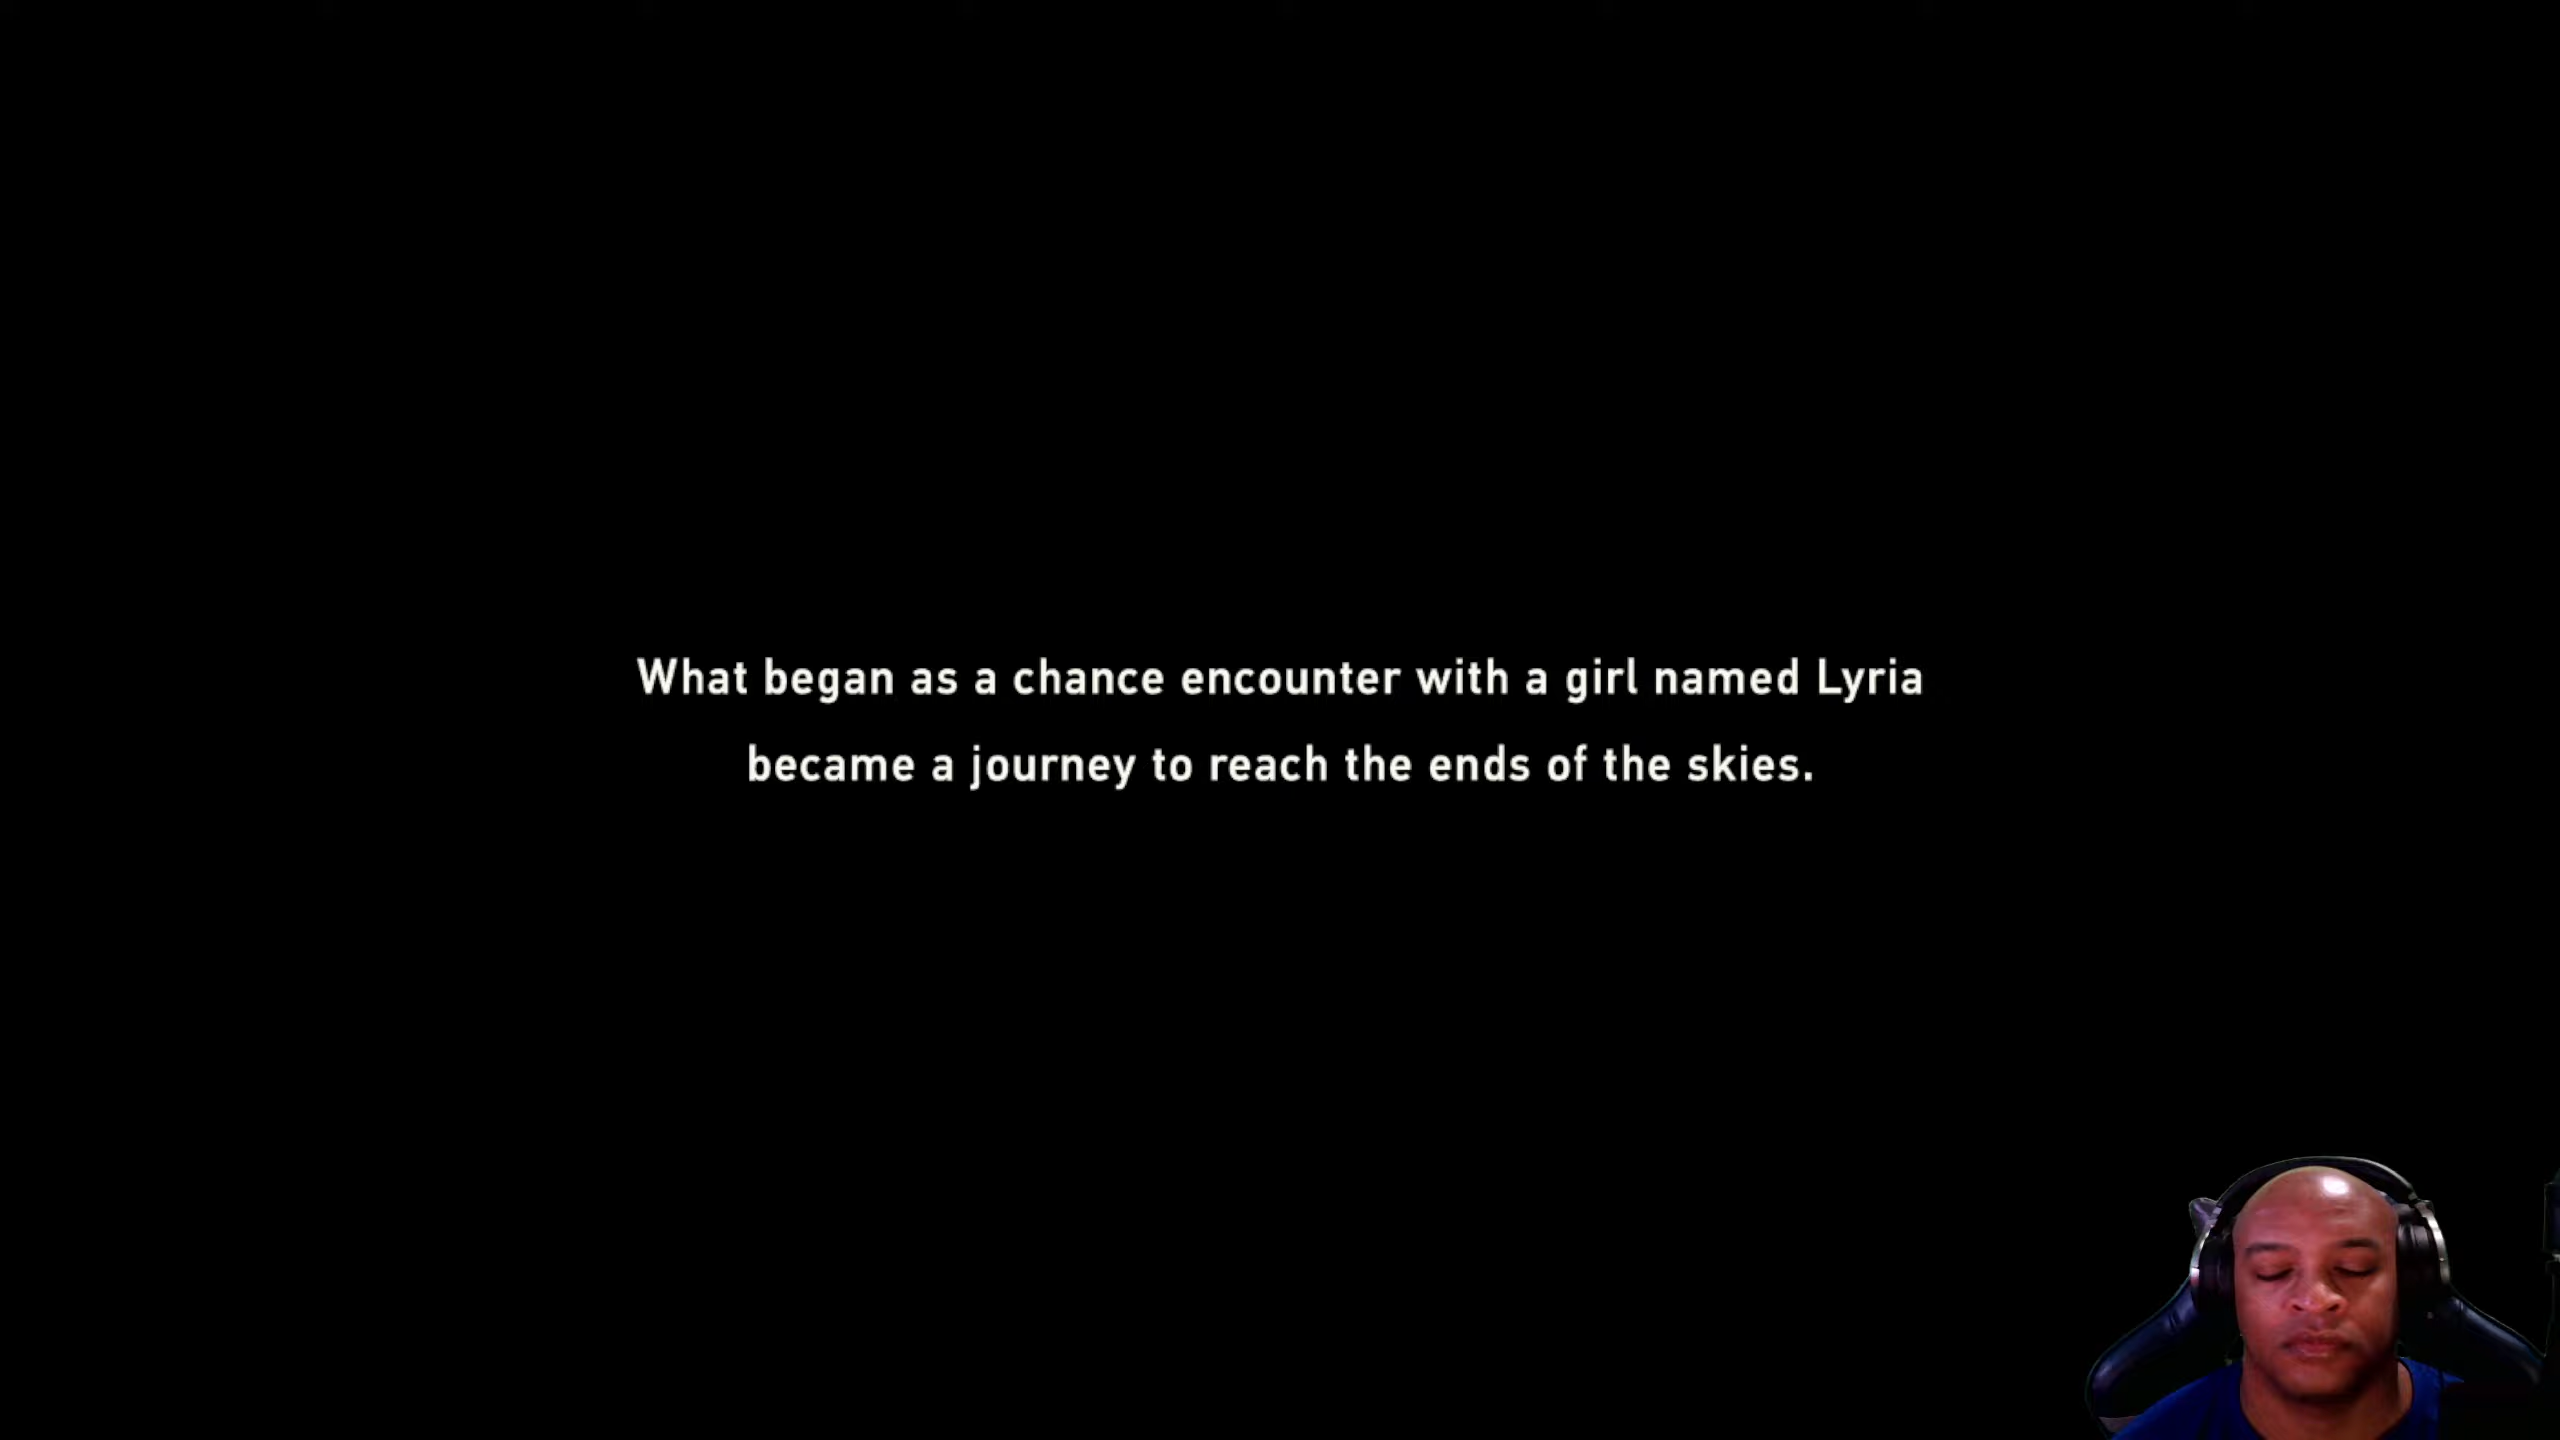 What began as a chance encounter with a girl named Lyria
became a journey to reach the ends of the skies.